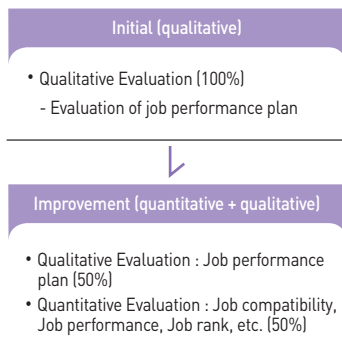 Initial (qualitative)
• Qualitative Evaluation (100%)
- Evaluation of job performance plan
Improvement (quantitative + qualitative)
• Qualitative Evaluation : Job performance
plan (50%)
• Quantitative Evaluation : Job compatibility,
Job performance, Job rank, etc. (50%)